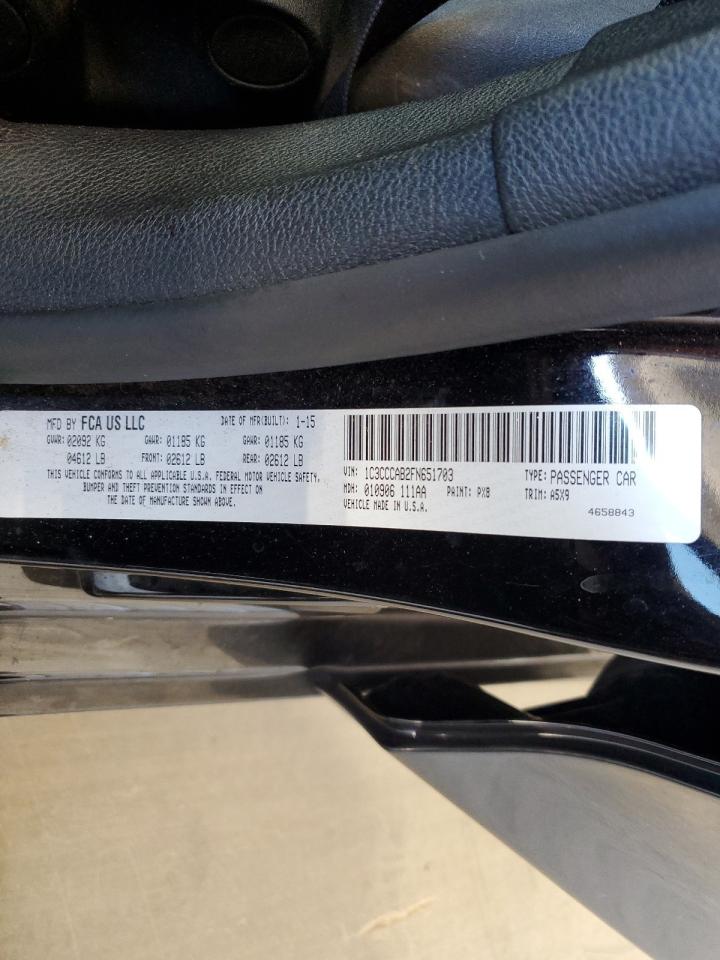 MFD BY FCA US LLC DATE OF MFR(BUILT): 1-15
GVWR: 02092 KG GAWR: 01185 KG GAWR: 01185 KG
04612 LB FRONT: 02612 LB REAR: 02612 LB
THIS VEHICLE CONFORMS TO ALL APPLICABLE U.S.A. FEDERAL MOTOR VEHICLE SAFETY,
BUMPER AND THEFT PREVENTION STANDARDS IN EFFECT ON
THE DATE OF MANUFACTURE SHOWN ABOVE.
VIN: 1C3CCCAB2FN651703 TYPE: PASSENGER CAR
MDH: 010906 111AA PAINT: PX8 TRIM: A5X9
VEHICLE MADE IN U.S.A. 4658843